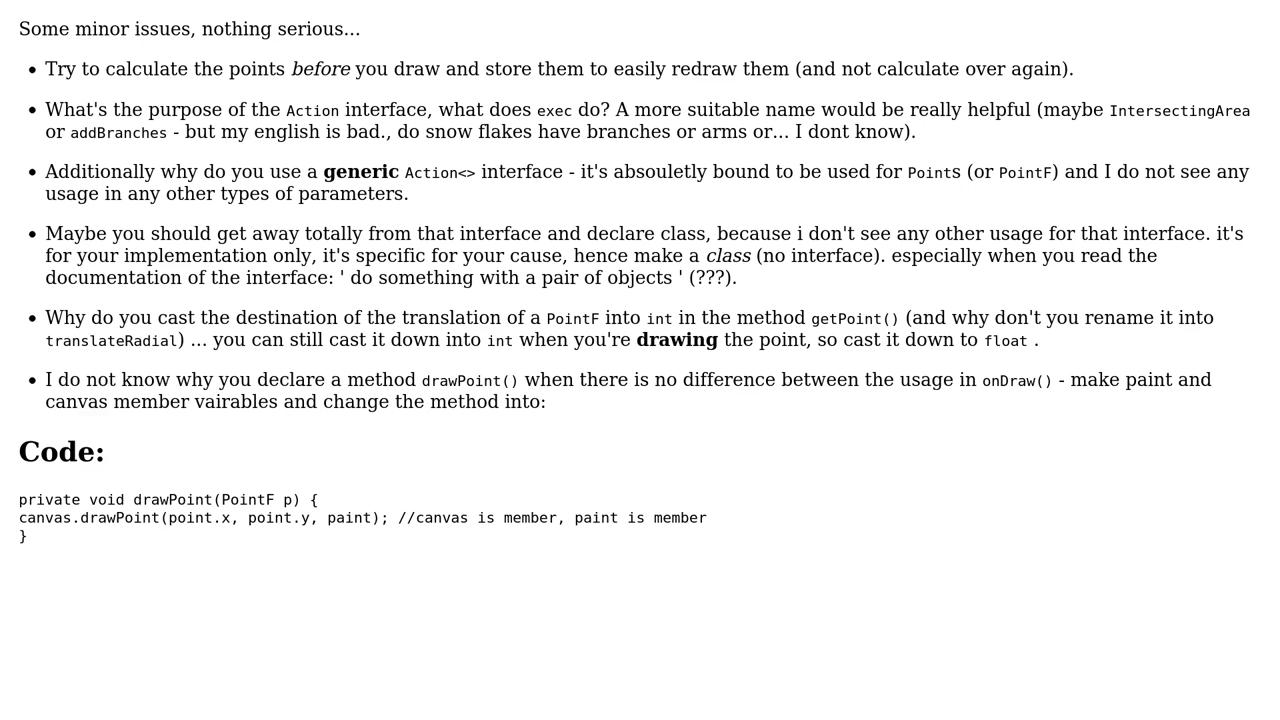 Some minor issues, nothing serious...
• Try to calculate the points before you draw and store them to easily redraw them (and not calculate over again).
• What's the purpose of the Action interface, what does exec do? A more suitable name would be really helpful (maybe IntersectingArea
or addBranches - but my english is bad., do snow flakes have branches or arms or... I dont know).
• Additionally why do you use a generic Action<> interface - it's absouletly bound to be used for Points (or PointF) and I do not see any
usage in any other types of parameters.
• Maybe you should get away totally from that interface and declare class, because i don't see any other usage for that interface. it's
for your implementation only, it's specific for your cause, hence make a class (no interface). especially when you read the
documentation of the interface: ' do something with a pair of objects ' (???).
• Why do you cast the destination of the translation of a PointF into int in the method getPoint() (and why don't you rename it into
translateRadial) ... you can still cast it down into int when you're drawing the point, so cast it down to float .
• I do not know why you declare a method drawPoint() when there is no difference between the usage in onDraw() - make paint and
canvas member vairables and change the method into:
Code:
private void drawPoint(PointF p) {
canvas.drawPoint(point.x, point.y, paint); //canvas is member, paint is member
}